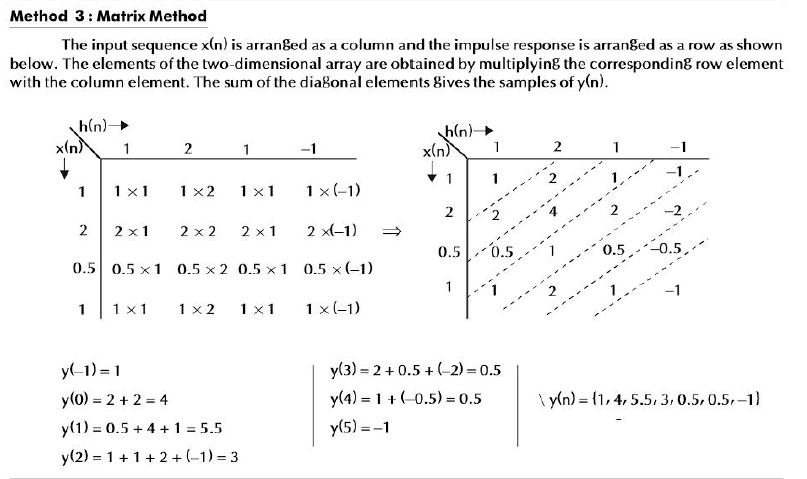 Method 3 : Matrix Method
The input sequence x(n) is arranged as a column and the impulse response is arranged as a row as shown
below. The elements of the two-dimensional array are obtained by multiplying the corresponding row element
with the column element. The sum of the diagonal elements gives the samples of y(n).
h(n)→
x(n) 1 2 1 –1
1 1 × 1 1 × 2 1 × 1 1 × (–1)
2 2 × 1 2 × 2 2 × 1 2 × (–1)
0.5 0.5 × 1 0.5 × 2 0.5 × 1 0.5 × (–1)
1 1 × 1 1 × 2 1 × 1 1 × (–1)
⇒
h(n)→
x(n) 1 2 1 –1
1 1 2 1 –1
2 2 4 2 –2
0.5 0.5 1 0.5 –0.5
1 1 2 1 –1
y(–1) = 1
y(0) = 2 + 2 = 4
y(1) = 0.5 + 4 + 1 = 5.5
y(2) = 1 + 1 + 2 + (–1) = 3
y(3) = 2 + 0.5 + (–2) = 0.5
y(4) = 1 + (–0.5) = 0.5
y(5) = –1
\ y(n) = {1, 4, 5.5, 3, 0.5, 0.5, –1}